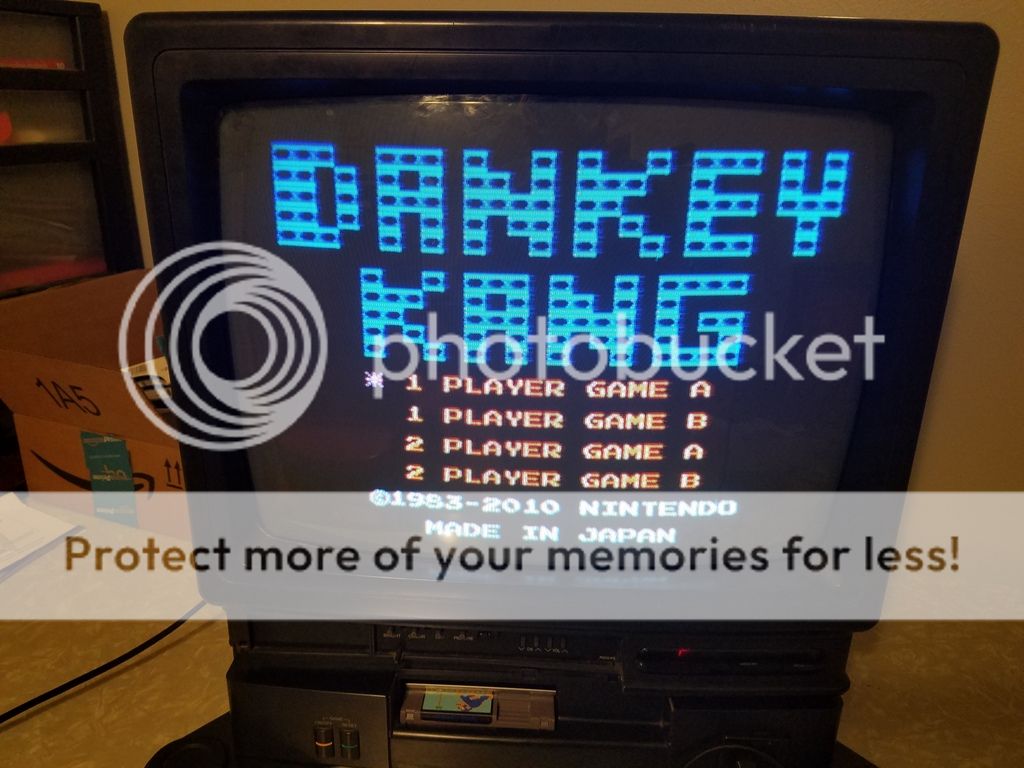 DANKEY
KANG
* 1 PLAYER GAME A
1 PLAYER GAME B
2 PLAYER GAME A
2 PLAYER GAME B
©1983-2010 NINTENDO
MADE IN JAPAN
1A5
photobucket
Protect more of your memories for less!